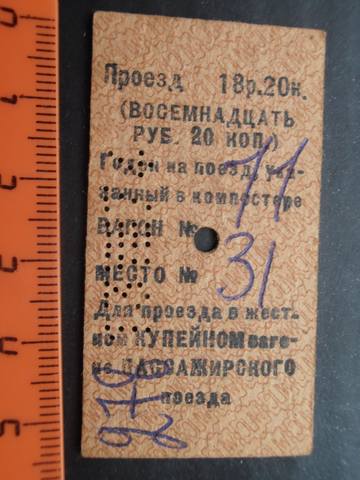 Проезд 18р.20к.
(ВОСЕМНАДЦАТЬ
РУБ. 20 КОП.)
Годен на поезд, ука-
занный в компостере
ВАГОН № 11
МЕСТО № 31
Для проезда в жест-
ком КУПЕЙНОМ ваго-
не ПАССАЖИРСКОГО
поезда